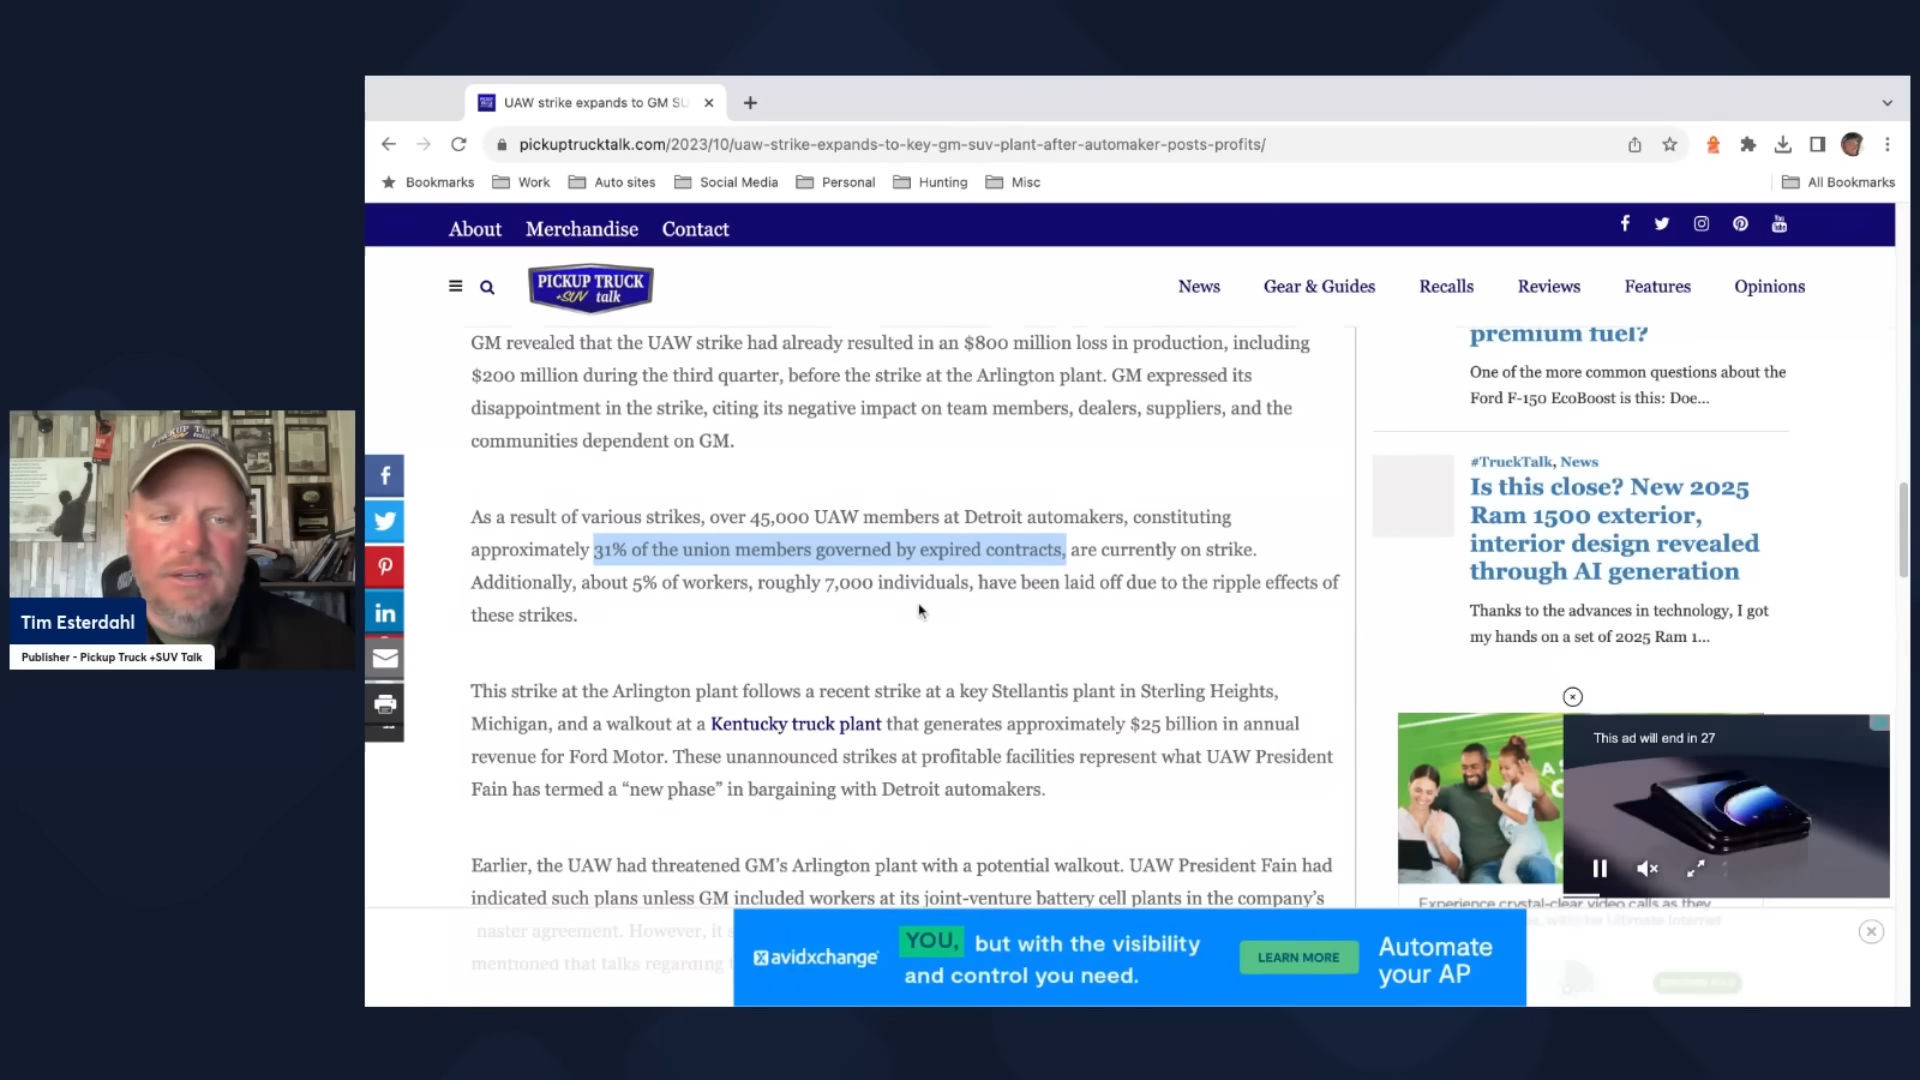 UAW strike expands to GM SU
pickuptrucktalk.com/2023/10/uaw-strike-expands-to-key-gm-suv-plant-after-automaker-posts-profits/
Bookmarks Work Auto sites Social Media Personal Hunting Misc All Bookmarks
About Merchandise Contact
PICKUP TRUCK
+SUV talk
News Gear & Guides Recalls Reviews Features Opinions
GM revealed that the UAW strike had already resulted in an $800 million loss in production, including
$200 million during the third quarter, before the strike at the Arlington plant. GM expressed its
disappointment in the strike, citing its negative impact on team members, dealers, suppliers, and the
communities dependent on GM.
As a result of various strikes, over 45,000 UAW members at Detroit automakers, constituting
approximately 31% of the union members governed by expired contracts, are currently on strike.
Additionally, about 5% of workers, roughly 7,000 individuals, have been laid off due to the ripple effects of
these strikes.
This strike at the Arlington plant follows a recent strike at a key Stellantis plant in Sterling Heights,
Michigan, and a walkout at a Kentucky truck plant that generates approximately $25 billion in annual
revenue for Ford Motor. These unannounced strikes at profitable facilities represent what UAW President
Fain has termed a “new phase” in bargaining with Detroit automakers.
Earlier, the UAW had threatened GM’s Arlington plant with a potential walkout. UAW President Fain had
indicated such plans unless GM included workers at its joint-venture battery cell plants in the company’s
naster agreement. However, it s
mentioned that talks regarding t
premium fuel?
One of the more common questions about the
Ford F-150 EcoBoost is this: Doe...
#TruckTalk, News
Is this close? New 2025
Ram 1500 exterior,
interior design revealed
through AI generation
Thanks to the advances in technology, I got
my hands on a set of 2025 Ram 1...
This ad will end in 27
Experience crystal-clear video calls as they
avidxchange
YOU, but with the visibility
and control you need.
LEARN MORE
Automate
your AP
Tim Esterdahl
Publisher - Pickup Truck +SUV Talk